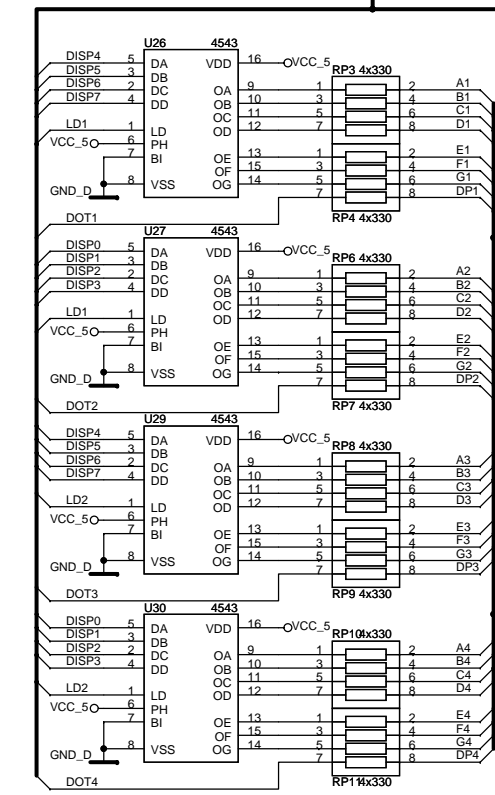 U26 4543
DISP4 5 DA VDD 16 VCC_5 RP3 4x330
DISP5 3 DB
DISP6 2 DC OA 9 1 2 A1
DISP7 4 DD OB 10 3 4 B1
OC 11 5 6 C1
LD1 1 LD OD 12 7 8 D1
VCC_5 6 PH
7 BI OE 13 1 2 E1
OF 15 3 4 F1
GND_D 8 VSS OG 14 5 6 G1
7 8 DP1
DOT1 RP4 4x330
U27 4543
DISP0 5 DA VDD 16 VCC_5 RP6 4x330
DISP1 3 DB
DISP2 2 DC OA 9 1 2 A2
DISP3 4 DD OB 10 3 4 B2
OC 11 5 6 C2
LD1 1 LD OD 12 7 8 D2
VCC_5 6 PH
7 BI OE 13 1 2 E2
OF 15 3 4 F2
GND_D 8 VSS OG 14 5 6 G2
7 8 DP2
DOT2 RP7 4x330
U29 4543
DISP4 5 DA VDD 16 VCC_5 RP8 4x330
DISP5 3 DB
DISP6 2 DC OA 9 1 2 A3
DISP7 4 DD OB 10 3 4 B3
OC 11 5 6 C3
LD2 1 LD OD 12 7 8 D3
VCC_5 6 PH
7 BI OE 13 1 2 E3
OF 15 3 4 F3
GND_D 8 VSS OG 14 5 6 G3
7 8 DP3
DOT3 RP9 4x330
U30 4543
DISP0 5 DA VDD 16 VCC_5 RP10 4x330
DISP1 3 DB
DISP2 2 DC OA 9 1 2 A4
DISP3 4 DD OB 10 3 4 B4
OC 11 5 6 C4
LD2 1 LD OD 12 7 8 D4
VCC_5 6 PH
7 BI OE 13 1 2 E4
OF 15 3 4 F4
GND_D 8 VSS OG 14 5 6 G4
7 8 DP4
DOT4 RP11 4x330